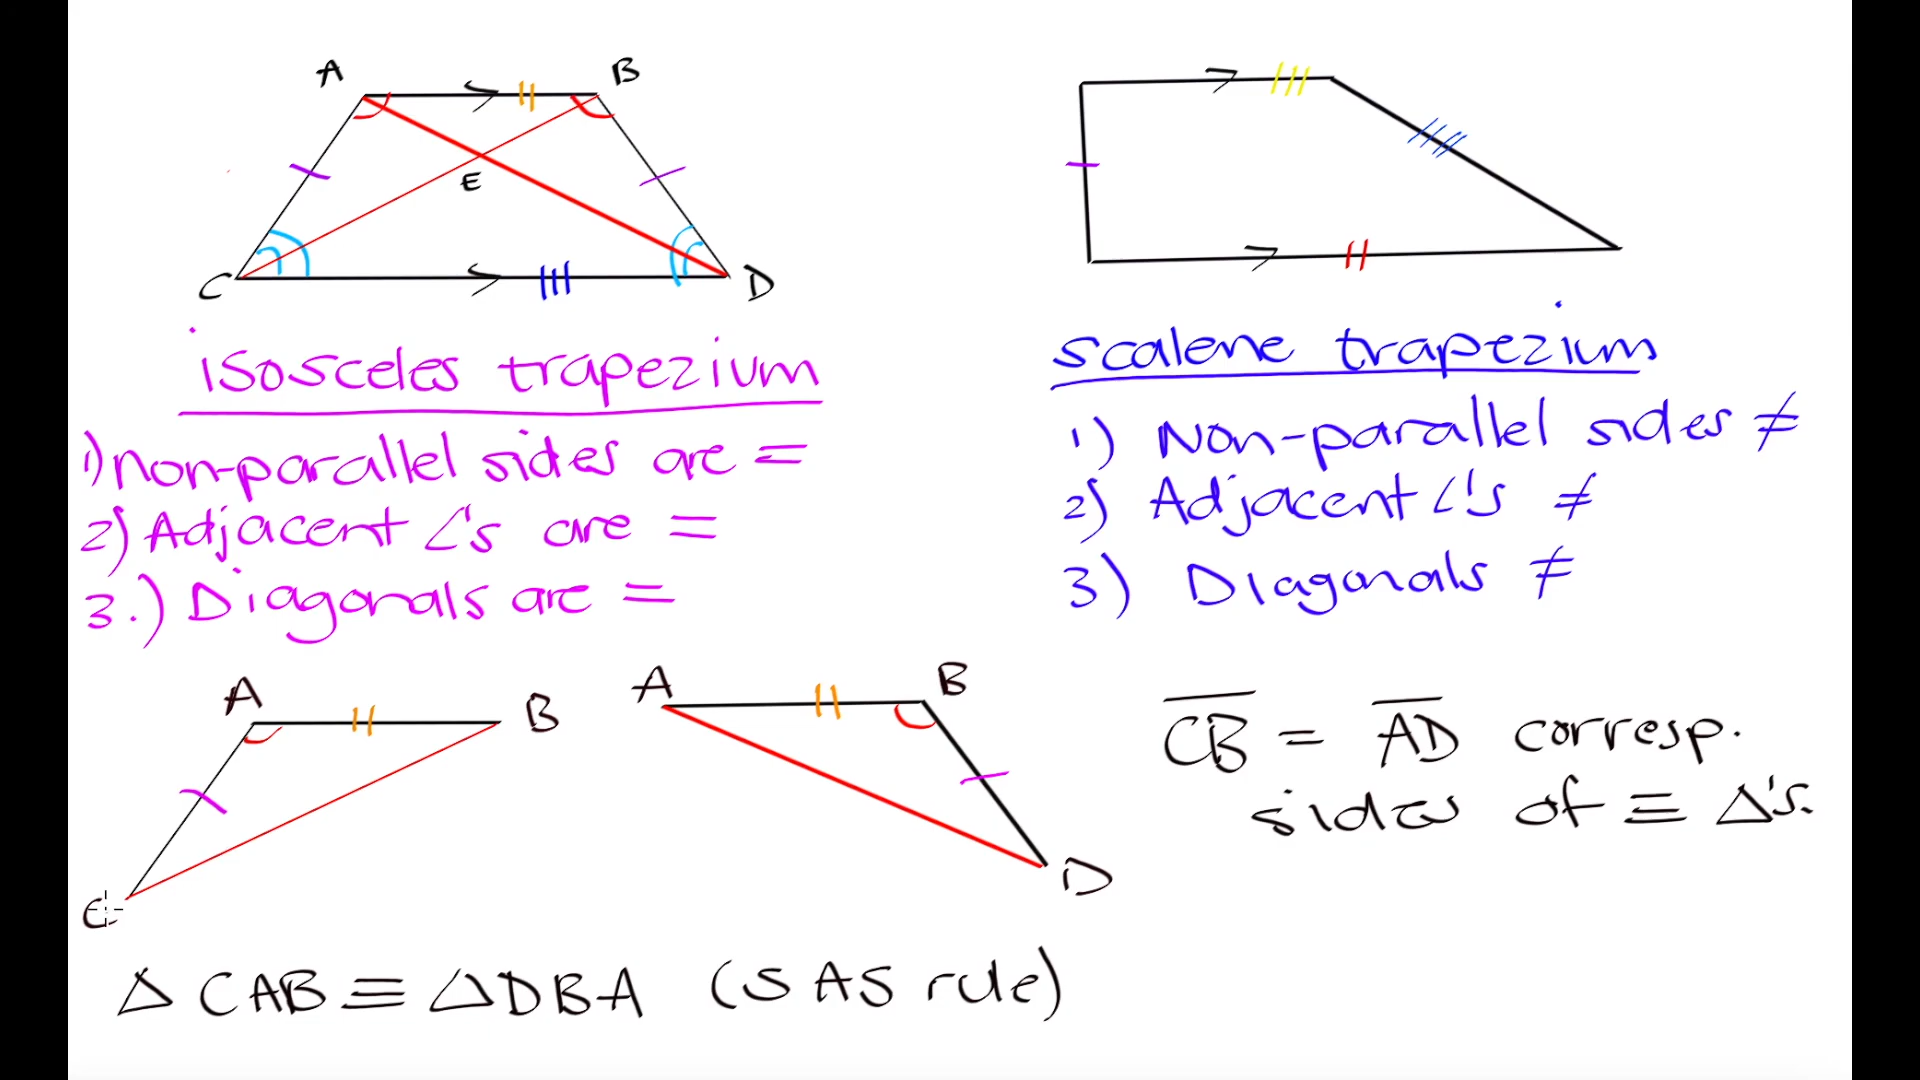 A B
E
C D
isosceles trapezium
1) non-parallel sides are =
2) Adjacent ∠'s are =
3.) Diagonals are =
scalene trapezium
1) Non-parallel sides ≠
2) Adjacent ∠'s ≠
3) Diagonals ≠
A B
C
A B
D
CB = AD corresp.
sides of ≡ Δ's.
Δ CAB ≡ Δ DBA (SAS rule)